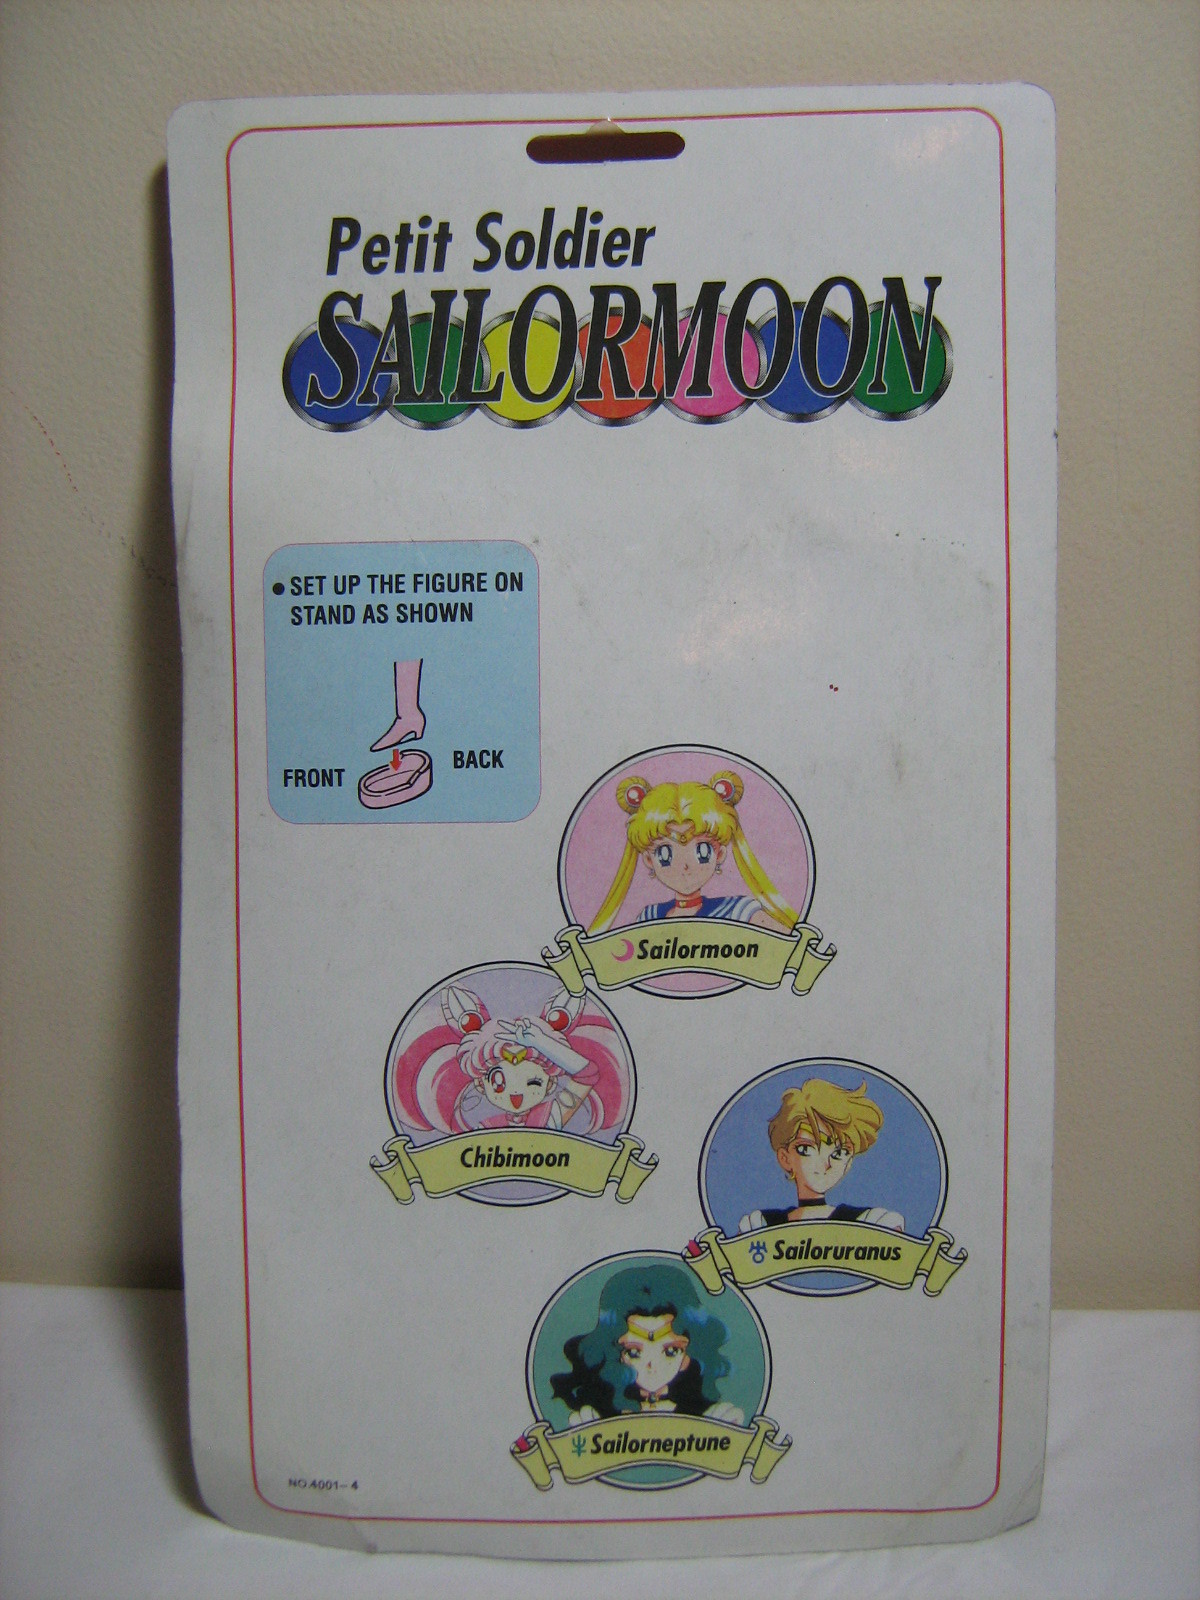 Petit Soldier
SAILORMOON
● SET UP THE FIGURE ON
STAND AS SHOWN
FRONT
BACK
Sailormoon
Chibimoon
Sailoruranus
Sailorneptune
NO.4001-4